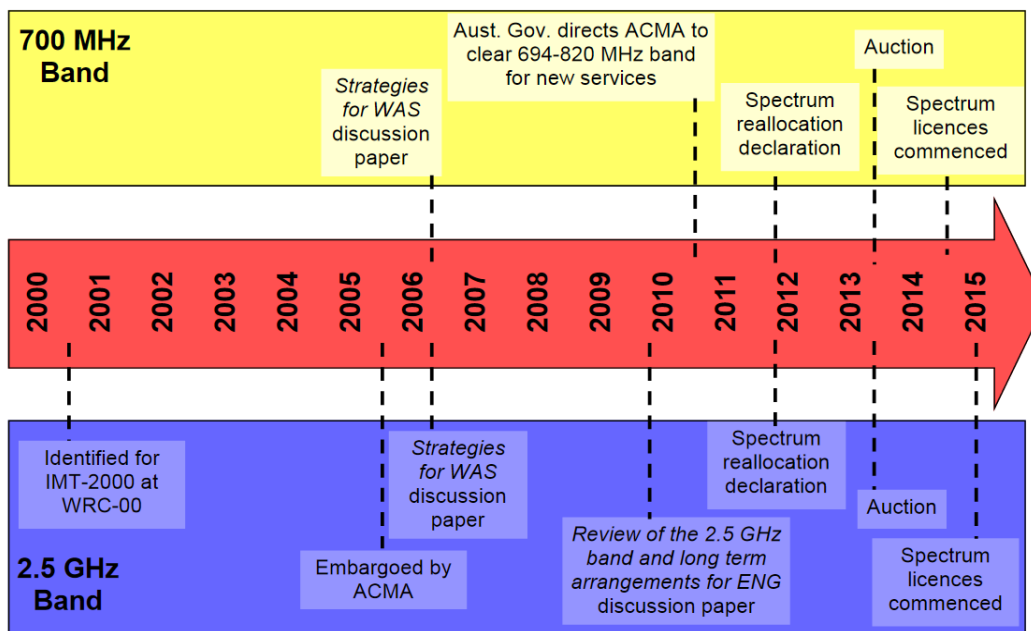 700 MHz
Band
Strategies
for WAS
discussion
paper
Aust. Gov. directs ACMA to
clear 694-820 MHz band
for new services
Spectrum
reallocation
declaration
Auction
Spectrum
licences
commenced
2000
2001
2002
2003
2004
2005
2006
2007
2008
2009
2010
2011
2012
2013
2014
2015
Identified for
IMT-2000 at
WRC-00
Embargoed by
ACMA
Strategies
for WAS
discussion
paper
Review of the 2.5 GHz
band and long term
arrangements for ENG
discussion paper
Spectrum
reallocation
declaration
Auction
Spectrum
licences
commenced
2.5 GHz
Band